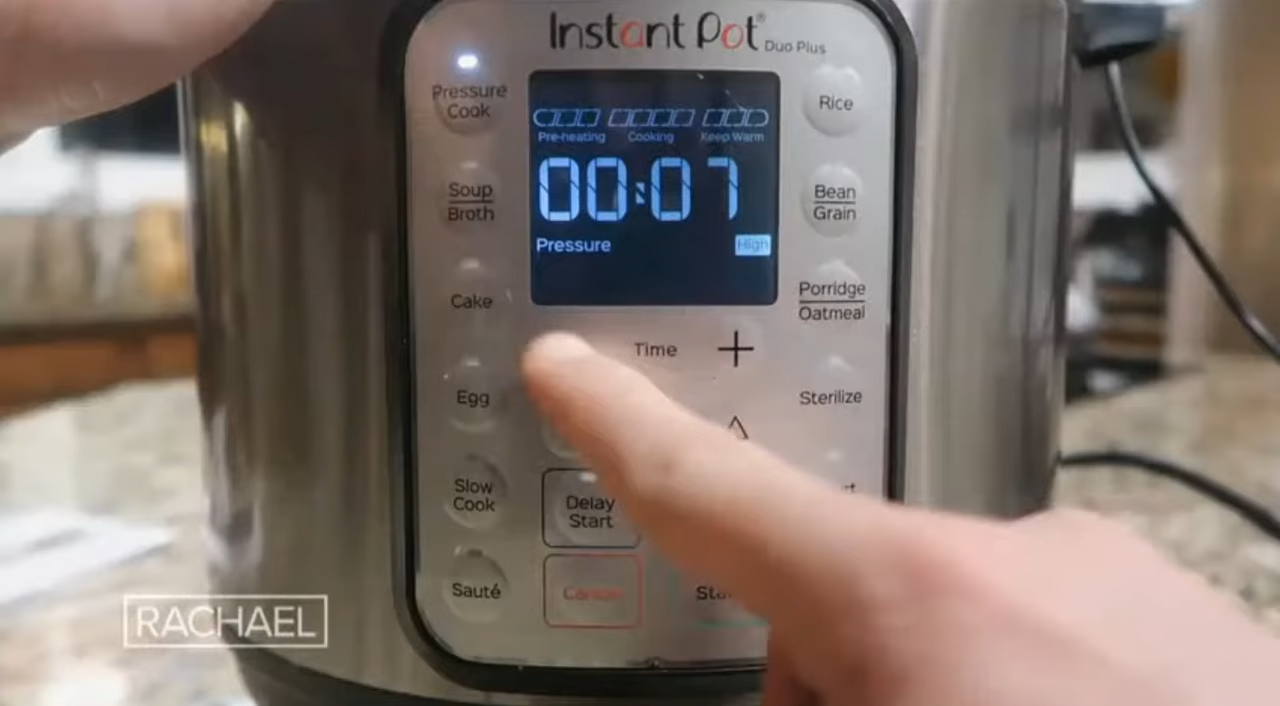 Instant Pot®
Duo Plus
Pressure
Cook
Soup
Broth
Cake
Egg
Slow
Cook
Sauté
Pre-heating Cooking Keep Warm
00:07
Pressure High
Time +
Delay
Start
Cancel
Rice
Bean
Grain
Porridge
Oatmeal
Sterilize
RACHAEL